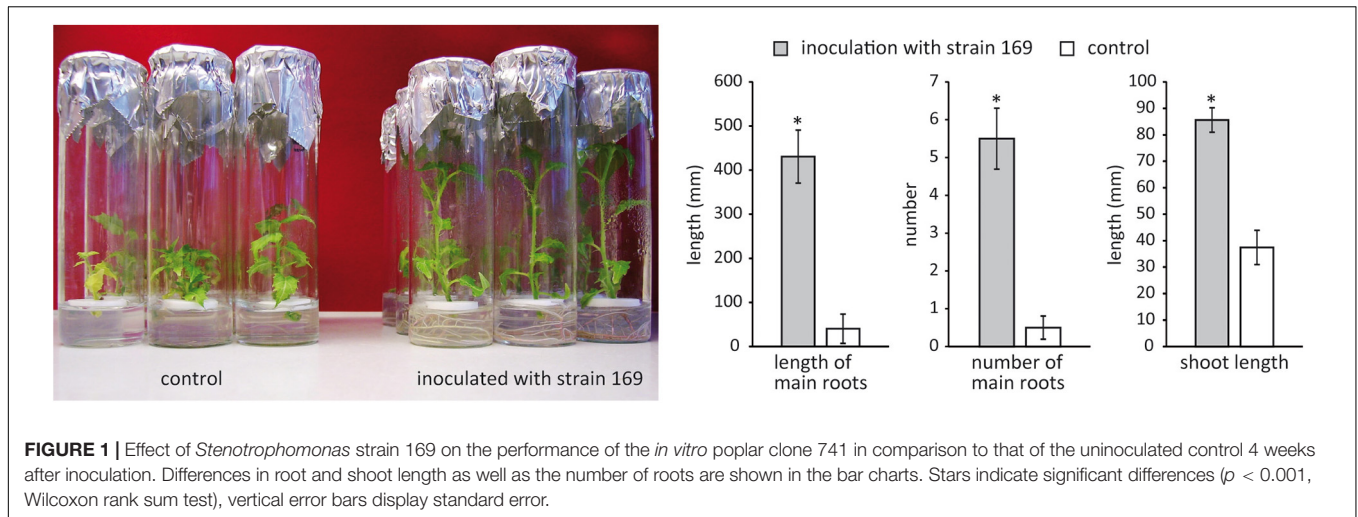 inoculation with strain 169 control
600
500
400
300
200
100
0
length (mm)
*
length of
main roots
7
6
5
4
3
2
1
0
number
*
number of
main roots
100
90
80
70
60
50
40
30
20
10
0
length (mm)
*
shoot length
control
inoculated with strain 169
FIGURE 1 | Effect of Stenotrophomonas strain 169 on the performance of the in vitro poplar clone 741 in comparison to that of the uninoculated control 4 weeks
after inoculation. Differences in root and shoot length as well as the number of roots are shown in the bar charts. Stars indicate significant differences (p < 0.001,
Wilcoxon rank sum test), vertical error bars display standard error.